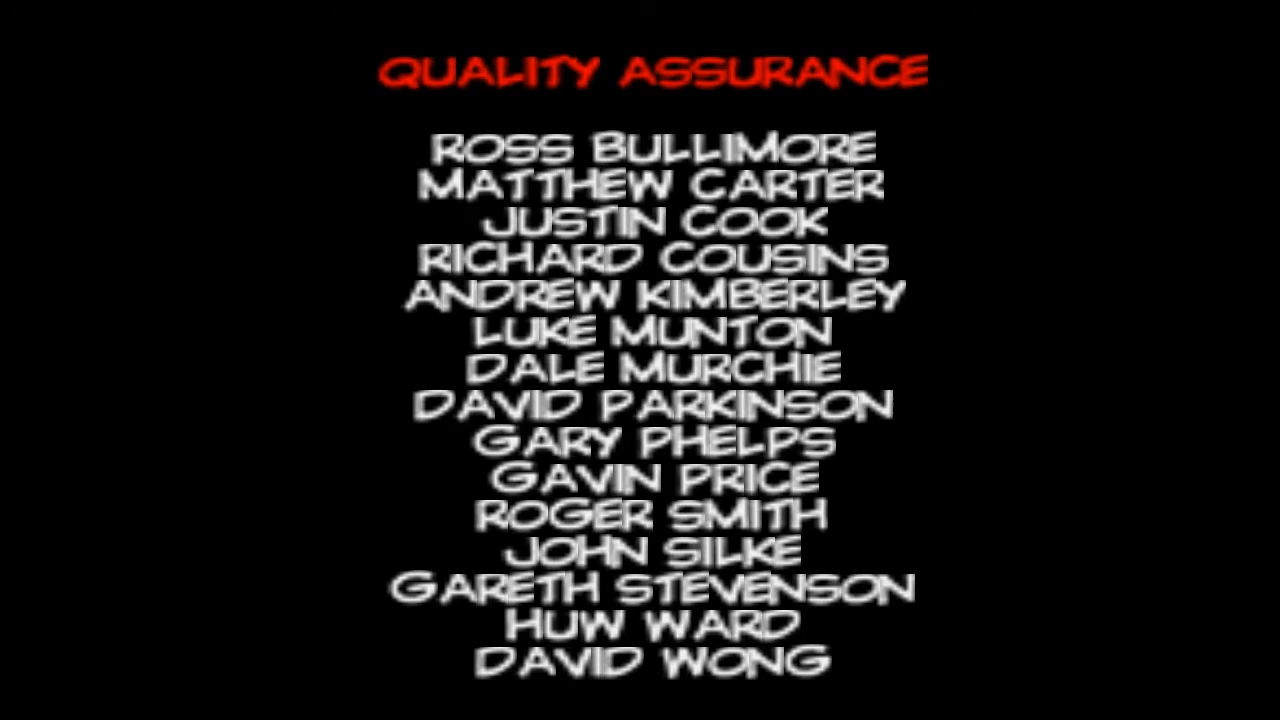 QUALITY ASSURANCE
ROSS BULLIMORE
MATTHEW CARTER
JUSTIN COOK
RICHARD COUSINS
ANDREW KIMBERLEY
LUKE MUNTON
DALE MURCHIE
DAVID PARKINSON
GARY PHELPS
GAVIN PRICE
ROGER SMITH
JOHN SILKE
GARETH STEVENSON
HUW WARD
DAVID WONG